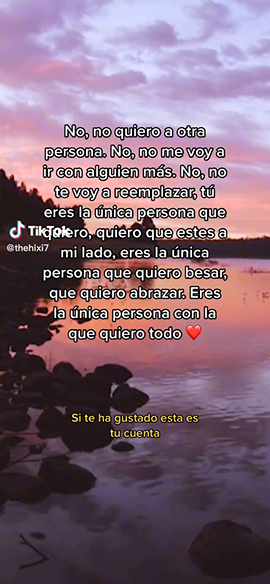 No, no quiero a otra
persona. No, no me voy a
ir con alguien más. No, no
te voy a reemplazar, tú
eres la única persona que
quiero, quiero que estes a
mi lado, eres la única
persona que quiero besar,
que quiero abrazar. Eres
la única persona con la
que quiero todo ❤️
TikTok
@thehixi7
Si te ha gustado esta es
tu cuenta